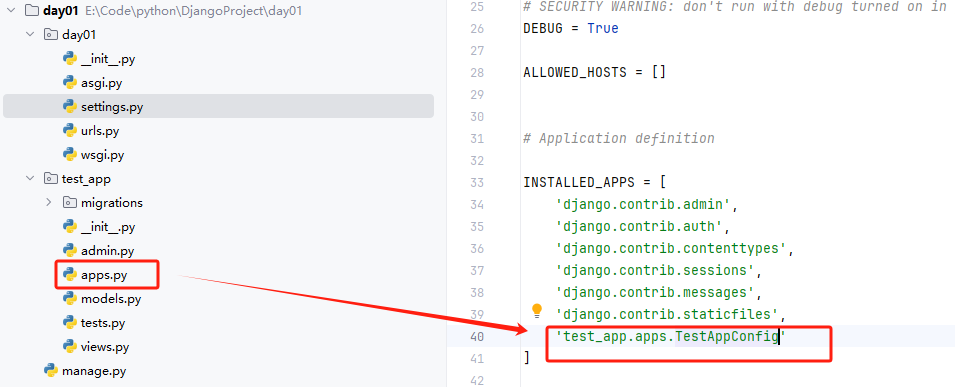 day01 E:\Code\python\DjangoProject\day01
day01
__init__.py
asgi.py
settings.py
urls.py
wsgi.py
test_app
migrations
__init__.py
admin.py
apps.py
models.py
tests.py
views.py
manage.py
25 # SECURITY WARNING: don't run with debug turned on in
26 DEBUG = True
27
28 ALLOWED_HOSTS = []
31 # Application definition
32
33 INSTALLED_APPS = [
34 'django.contrib.admin',
35 'django.contrib.auth',
36 'django.contrib.contenttypes',
37 'django.contrib.sessions',
38 'django.contrib.messages',
39 'django.contrib.staticfiles',
40 'test_app.apps.TestAppConfig'
41 ]
42